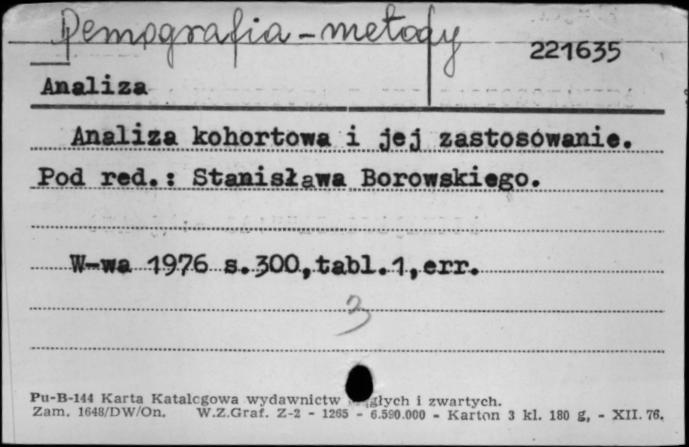 Demografia - metody
221635
Analiza
Analiza kohortowa i jej zastosowanie.
Pod red.: Stanisława Borowskiego.
W-wa 1976 s.300,tabl.1,err.
3
Pu-B-144 Karta Katalogowa wydawnictw i zwartych.
Zam. 1648/DW/On. W.Z.Graf. Z-2 - 1265 - 6.590.000 - Karton 3 kl. 180 g, - XII. 76.